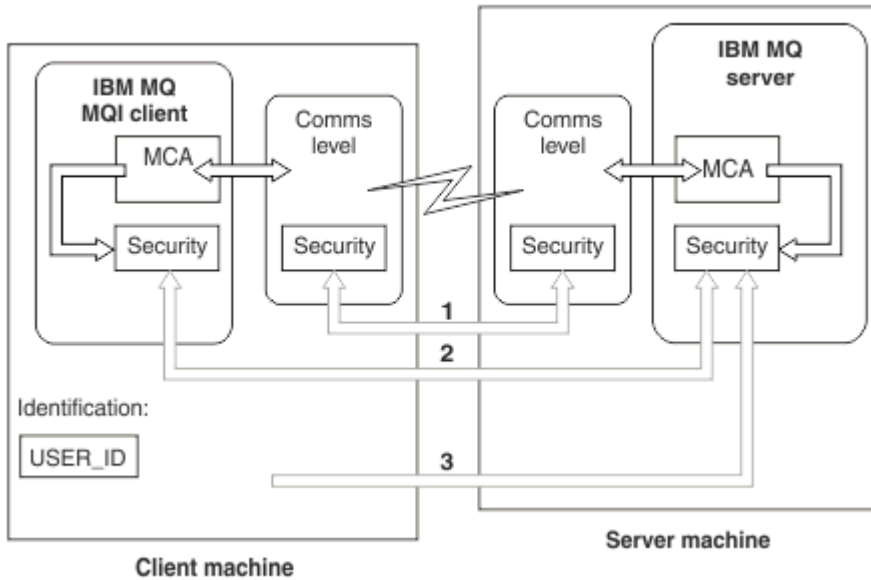 IBM MQ
MQI client
MCA
Security
Comms
level
Security
Comms
level
Security
IBM MQ
server
MCA
Security
1
2
3
Identification:
USER_ID
Client machine
Server machine